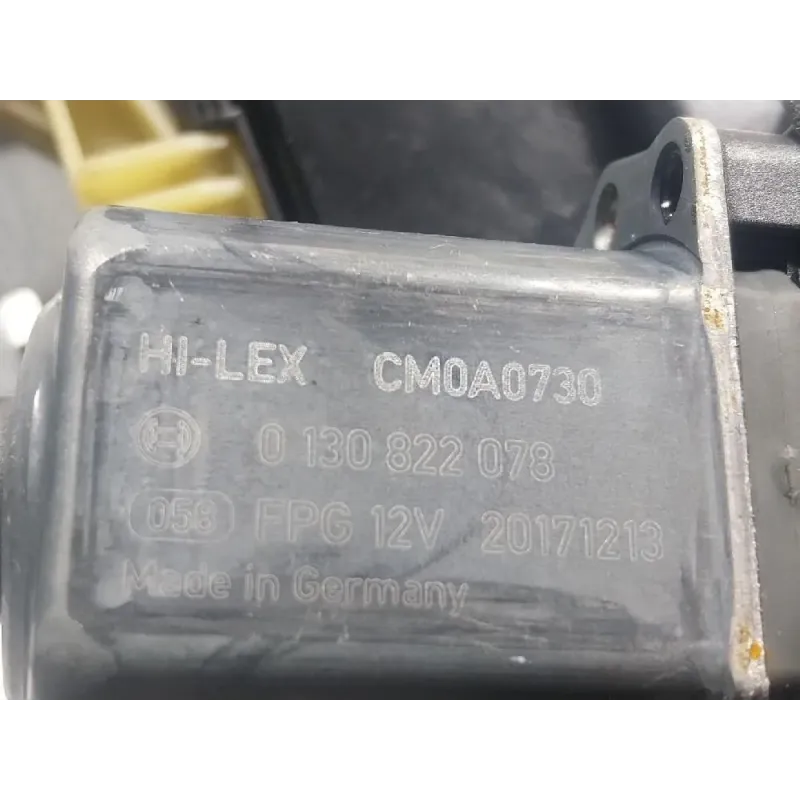 HI-LEX CM0A0730
0 130 822 078
058 FPG 12V 20171213
Made in Germany